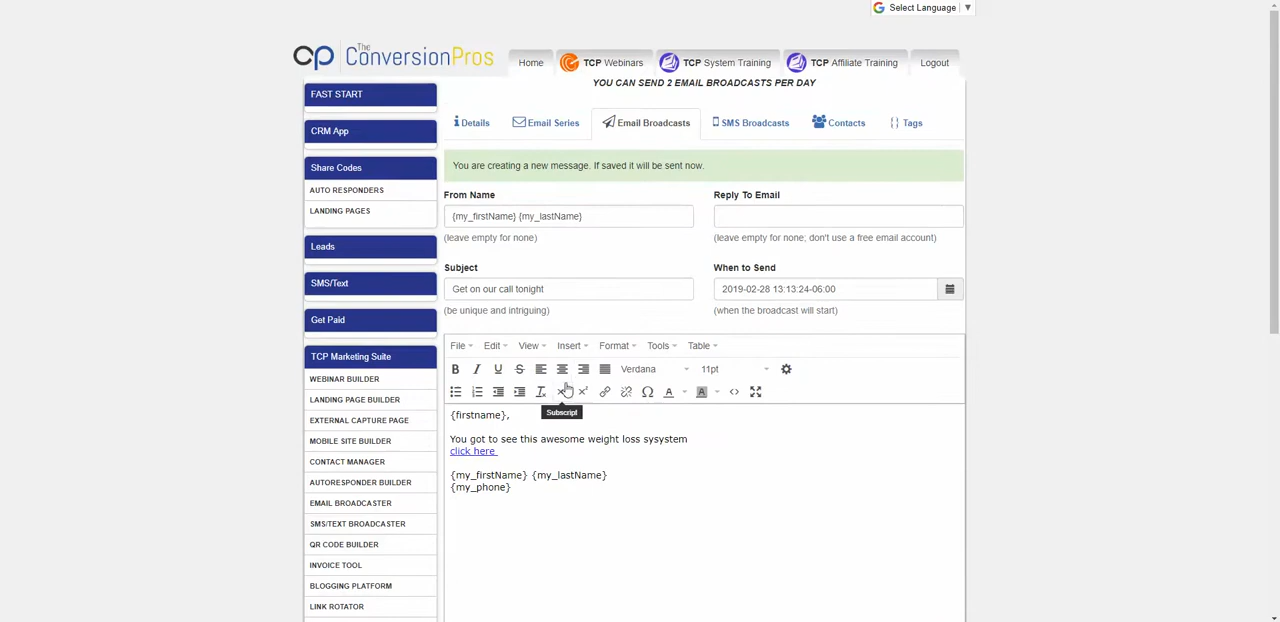 Select Language ▼
The
ConversionPros
Home
TCP Webinars
TCP System Training
TCP Affiliate Training
Logout
YOU CAN SEND 2 EMAIL BROADCASTS PER DAY
FAST START
CRM App
Share Codes
AUTO RESPONDERS
LANDING PAGES
Leads
SMS/Text
Get Paid
TCP Marketing Suite
WEBINAR BUILDER
LANDING PAGE BUILDER
EXTERNAL CAPTURE PAGE
MOBILE SITE BUILDER
CONTACT MANAGER
AUTORESPONDER BUILDER
EMAIL BROADCASTER
SMS/TEXT BROADCASTER
QR CODE BUILDER
INVOICE TOOL
BLOGGING PLATFORM
LINK ROTATOR
Details
Email Series
Email Broadcasts
SMS Broadcasts
Contacts
Tags
You are creating a new message. If saved it will be sent now.
From Name
{my_firstName} {my_lastName}
(leave empty for none)
Reply To Email
(leave empty for none; don't use a free email account)
Subject
Get on our call tonight
(be unique and intriguing)
When to Send
2019-02-28 13:13:24-06:00
(when the broadcast will start)
File Edit View Insert Format Tools Table
Verdana 11pt
Subscript
{firstname},
You got to see this awesome weight loss sysystem
click here
{my_firstName} {my_lastName}
{my_phone}